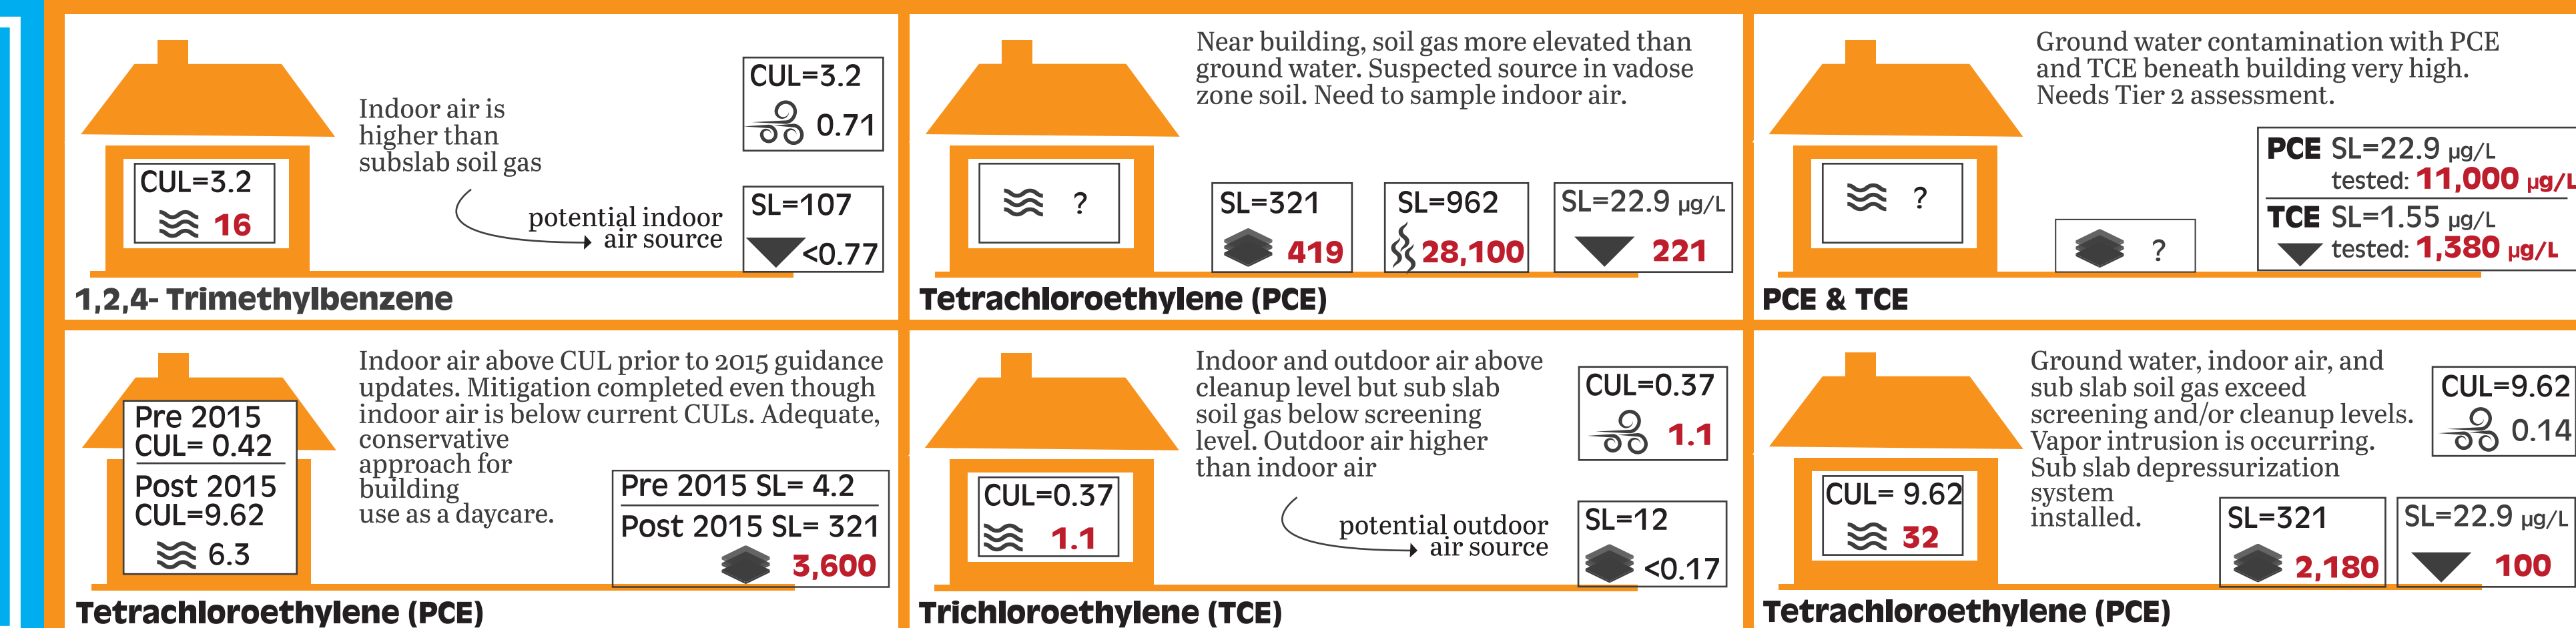 Indoor air is
higher than
subslab soil gas
potential indoor
air source
CUL=3.2
0.71
CUL=3.2
16
SL=107
<0.77
1,2,4- Trimethylbenzene
Near building, soil gas more elevated than
ground water. Suspected source in vadose
zone soil. Need to sample indoor air.
?
SL=321
419
SL=962
28,100
SL=22.9 µg/L
221
Tetrachloroethylene (PCE)
Ground water contamination with PCE
and TCE beneath building very high.
Needs Tier 2 assessment.
?
?
PCE SL=22.9 µg/L
tested: 11,000 µg/L
TCE SL=1.55 µg/L
tested: 1,380 µg/L
PCE & TCE
Pre 2015
CUL= 0.42
Post 2015
CUL=9.62
6.3
Indoor air above CUL prior to 2015 guidance
updates. Mitigation completed even though
indoor air is below current CULs. Adequate,
conservative
approach for
building
use as a daycare.
Pre 2015 SL= 4.2
Post 2015 SL= 321
3,600
Tetrachloroethylene (PCE)
Indoor and outdoor air above
cleanup level but sub slab
soil gas below screening
level. Outdoor air higher
than indoor air
potential outdoor
air source
CUL=0.37
1.1
CUL=0.37
1.1
SL=12
<0.17
Trichloroethylene (TCE)
Ground water, indoor air, and
sub slab soil gas exceed
screening and/or cleanup levels.
Vapor intrusion is occurring.
Sub slab depressurization
system
installed.
CUL=9.62
0.14
CUL= 9.62
32
SL=321
2,180
SL=22.9 µg/L
100
Tetrachloroethylene (PCE)